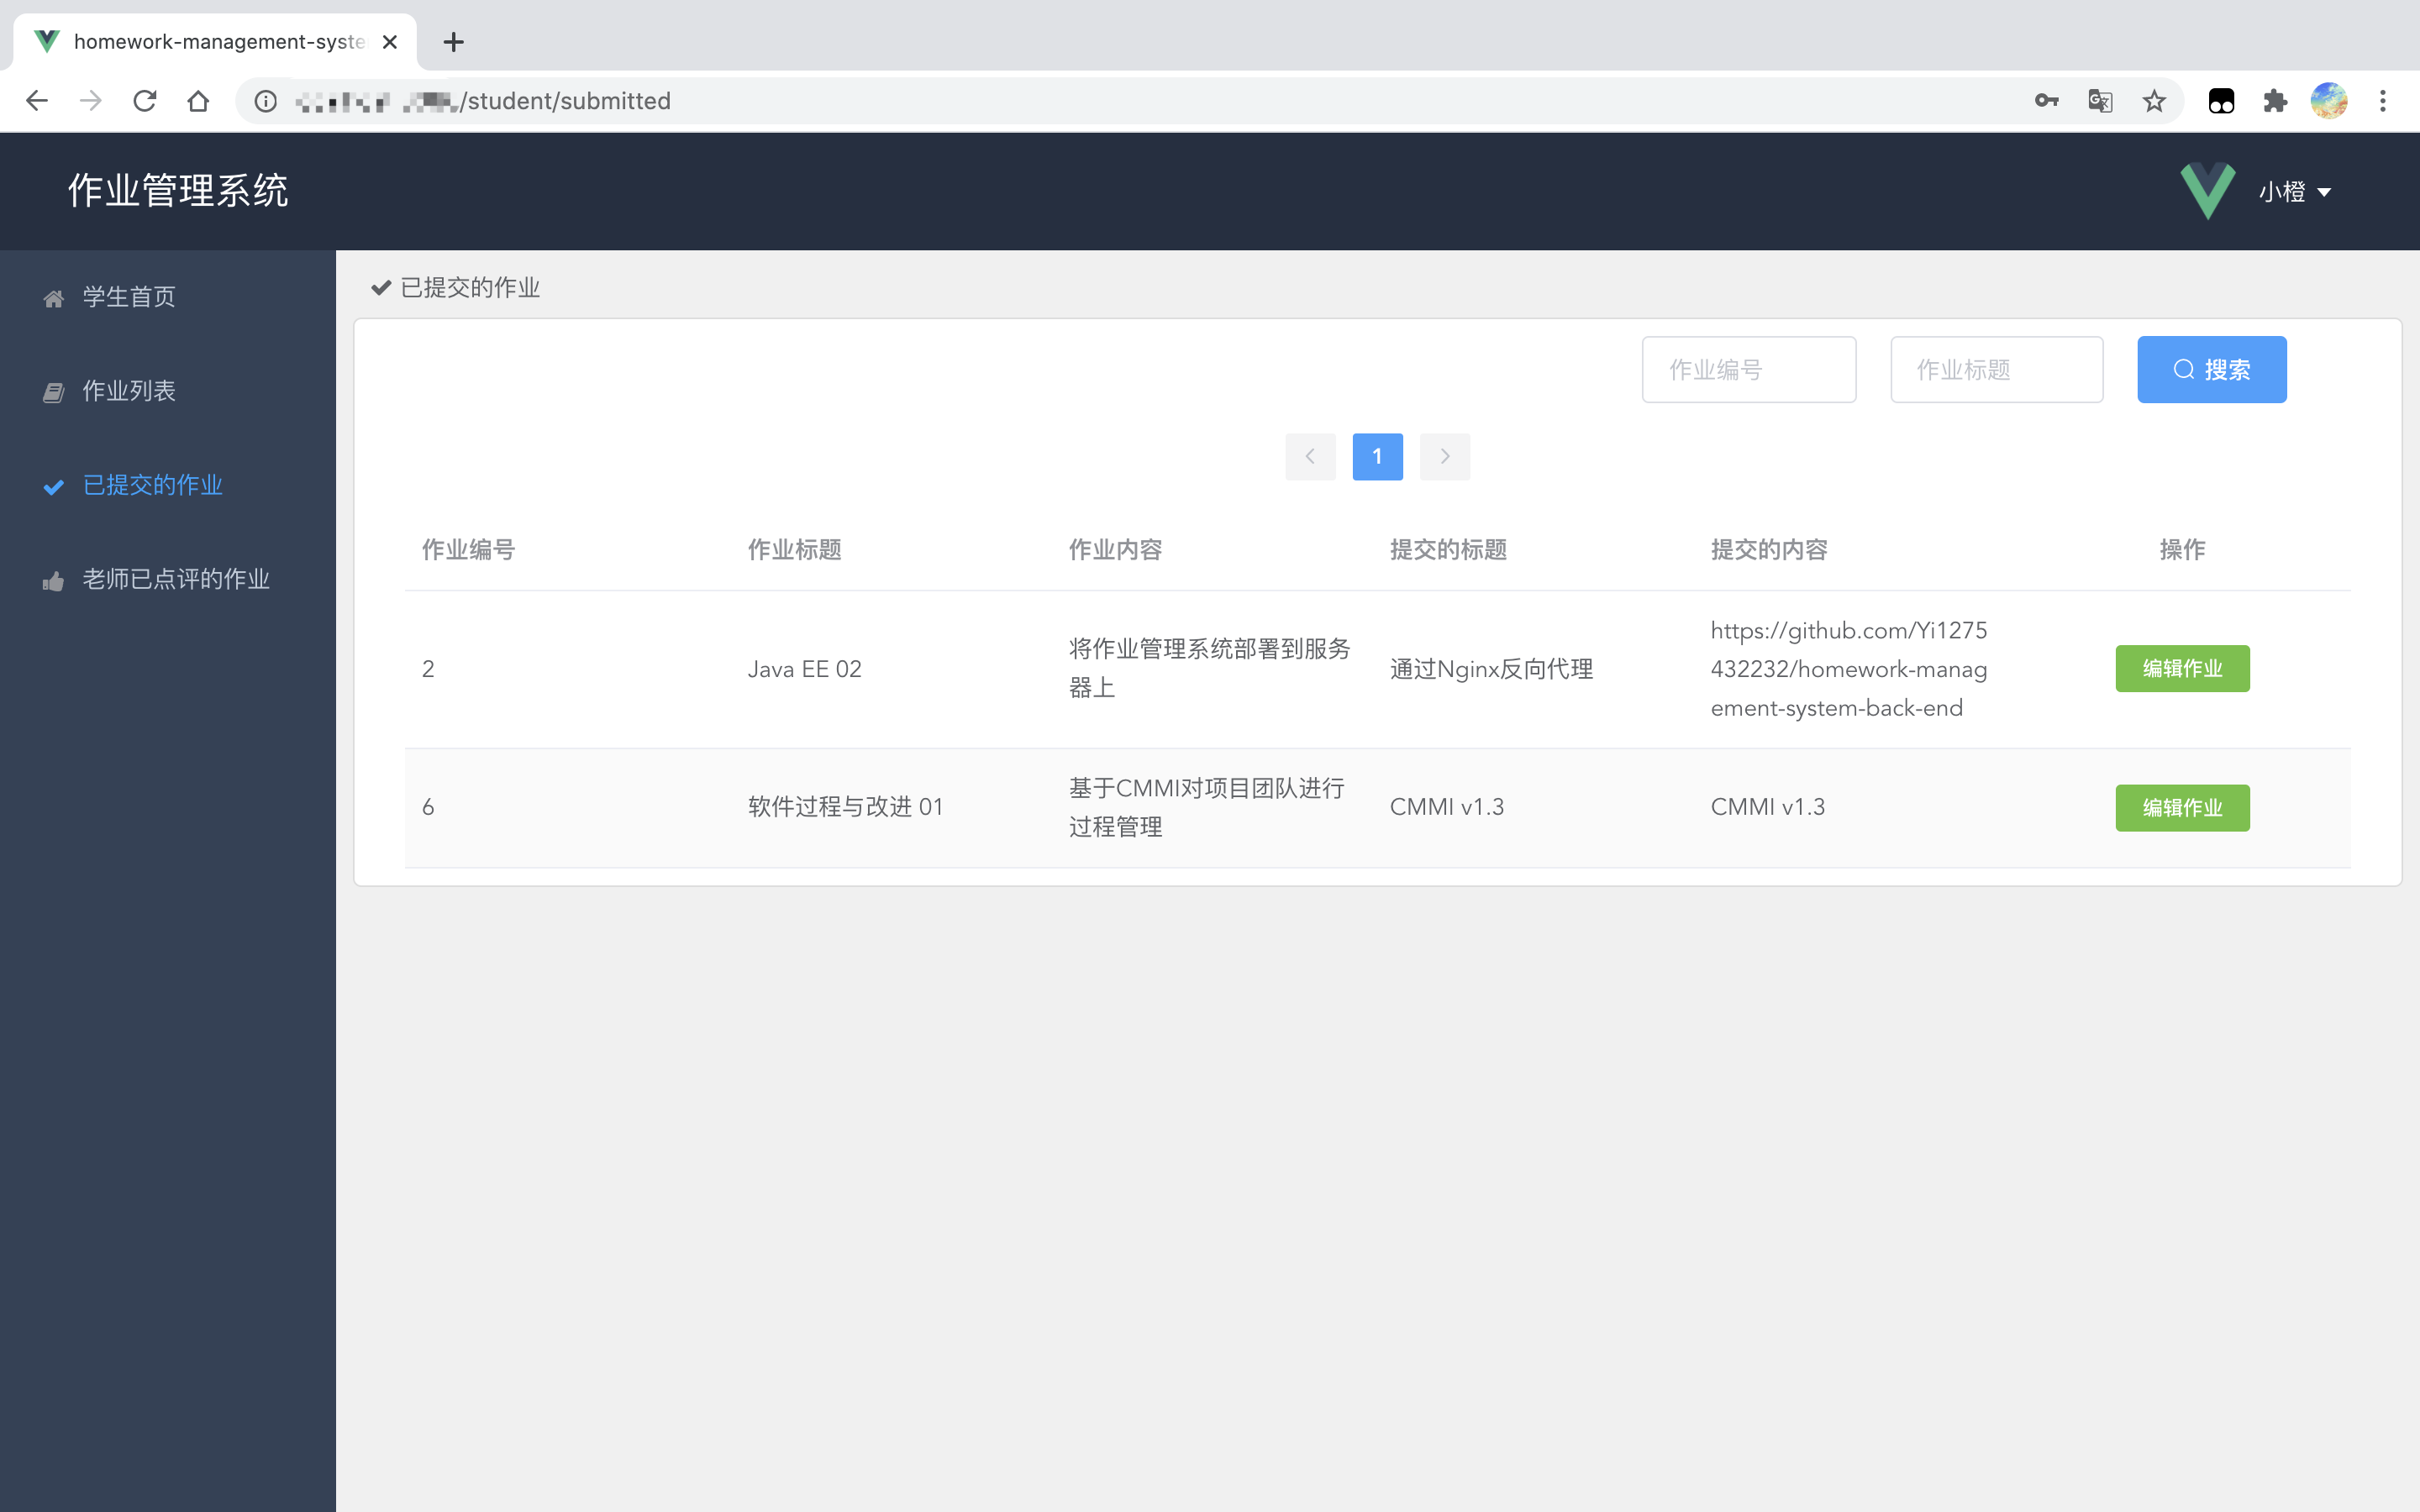 homework-management-syste
/student/submitted
作业管理系统
小橙
学生首页
作业列表
已提交的作业
老师已点评的作业
已提交的作业
作业编号
作业标题
搜索
1
作业编号 作业标题 作业内容 提交的标题 提交的内容 操作
2
Java EE 02
将作业管理系统部署到服务
器上
通过Nginx反向代理
https://github.com/Yi1275
432232/homework-manag
ement-system-back-end
编辑作业
6
软件过程与改进 01
基于CMMI对项目团队进行
过程管理
CMMI v1.3
CMMI v1.3
编辑作业